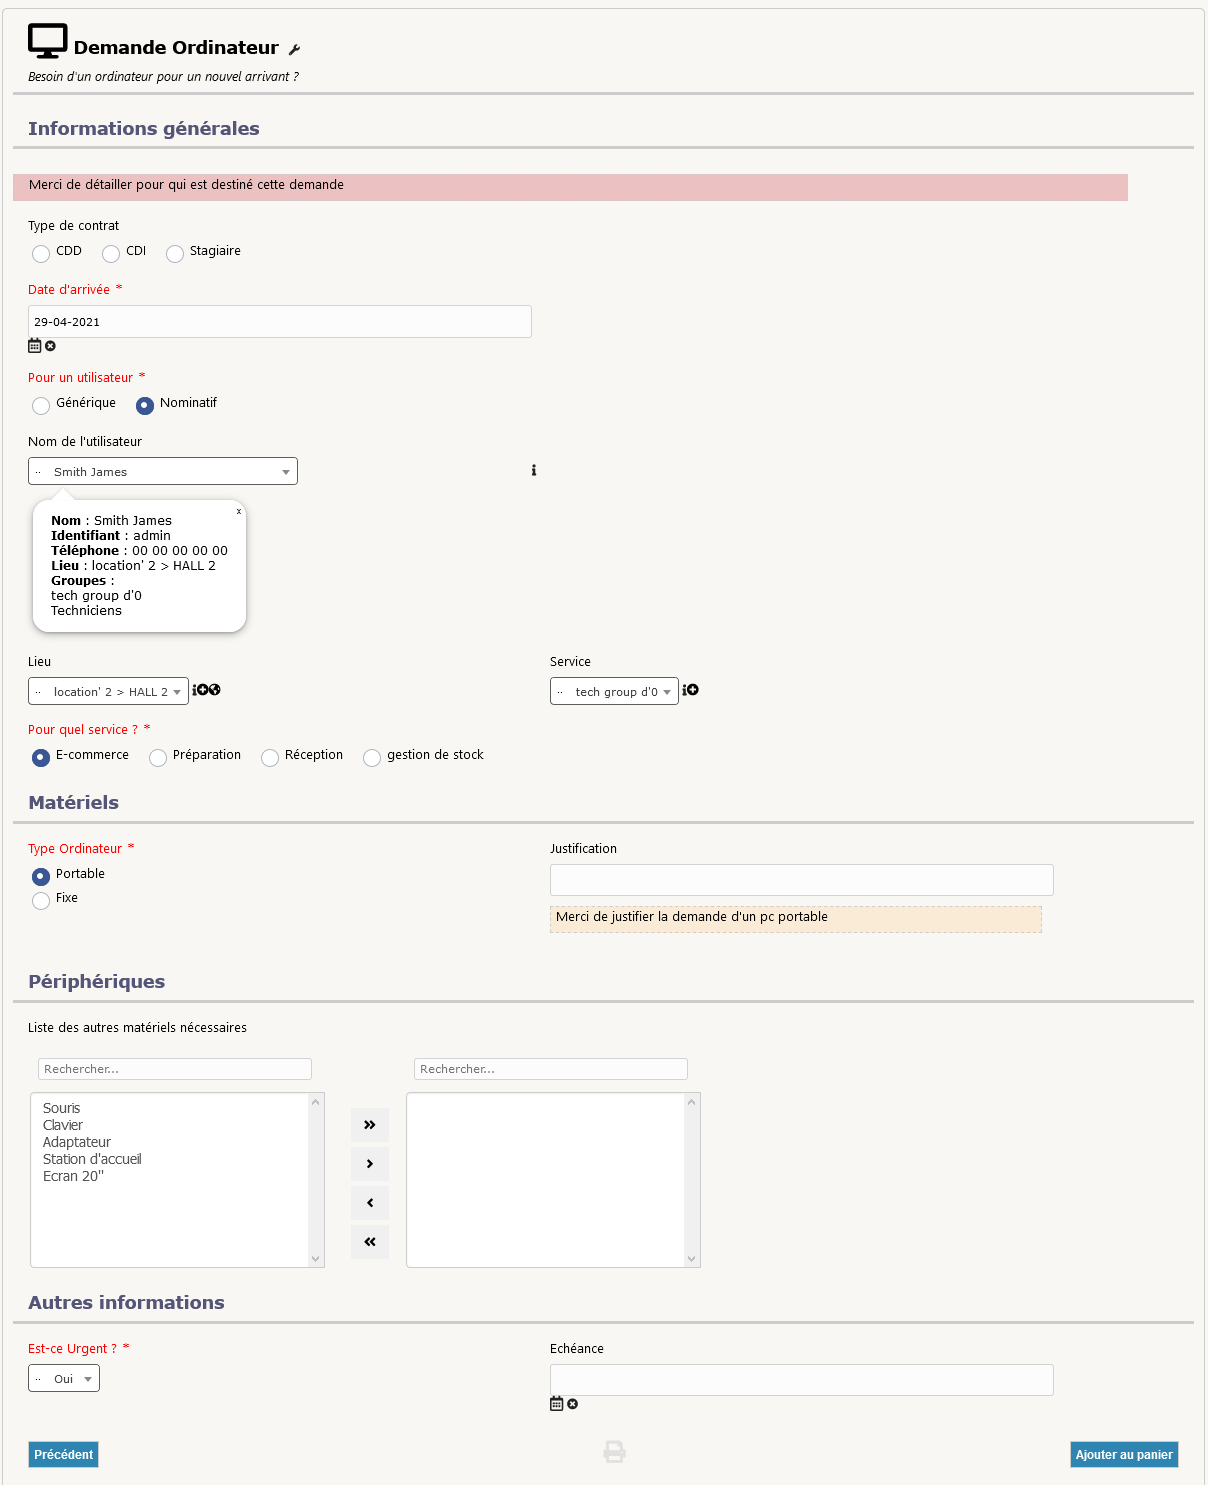 Demande Ordinateur
Besoin d'un ordinateur pour un nouvel arrivant ?
Informations générales
Merci de détailler pour qui est destiné cette demande
Type de contrat
CDD CDI Stagiaire
Date d'arrivée *
29-04-2021
Pour un utilisateur *
Générique Nominatif
Nom de l'utilisateur
·· Smith James
x
Nom : Smith James
Identifiant : admin
Téléphone : 00 00 00 00 00
Lieu : location' 2 > HALL 2
Groupes :
tech group d'0
Techniciens
Lieu Service
·· location' 2 > HALL 2 ·· tech group d'0
Pour quel service ? *
E-commerce Préparation Réception gestion de stock
Matériels
Type Ordinateur * Justification
Portable
Fixe
Merci de justifier la demande d'un pc portable
Périphériques
Liste des autres matériels nécessaires
Rechercher... Rechercher...
Souris
Clavier
Adaptateur
Station d'accueil
Ecran 20"
Autres informations
Est-ce Urgent ? * Echéance
·· Oui
Précédent Ajouter au panier